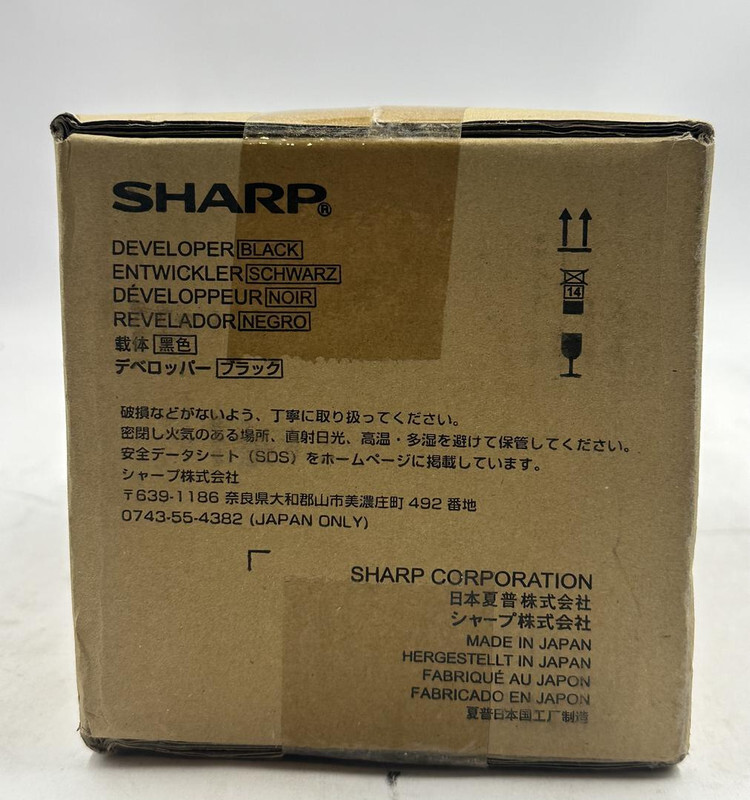 SHARP®
DEVELOPER BLACK
ENTWICKLER SCHWARZ
DÉVELOPPEUR NOIR
REVELADOR NEGRO
载体 黑色
デベロッパー ブラック
14
破損などがないよう、丁寧に取り扱ってください。
密閉し火気のある場所、直射日光、高温・多湿を避けて保管してください。
安全データシート（SDS）をホームページに掲載しています。
シャープ株式会社
〒639-1186 奈良県大和郡山市美濃庄町 492 番地
0743-55-4382 (JAPAN ONLY)
SHARP CORPORATION
日本夏普株式会社
シャープ株式会社
MADE IN JAPAN
HERGESTELLT IN JAPAN
FABRIQUÉ AU JAPON
FABRICADO EN JAPON
夏普日本国工厂制造